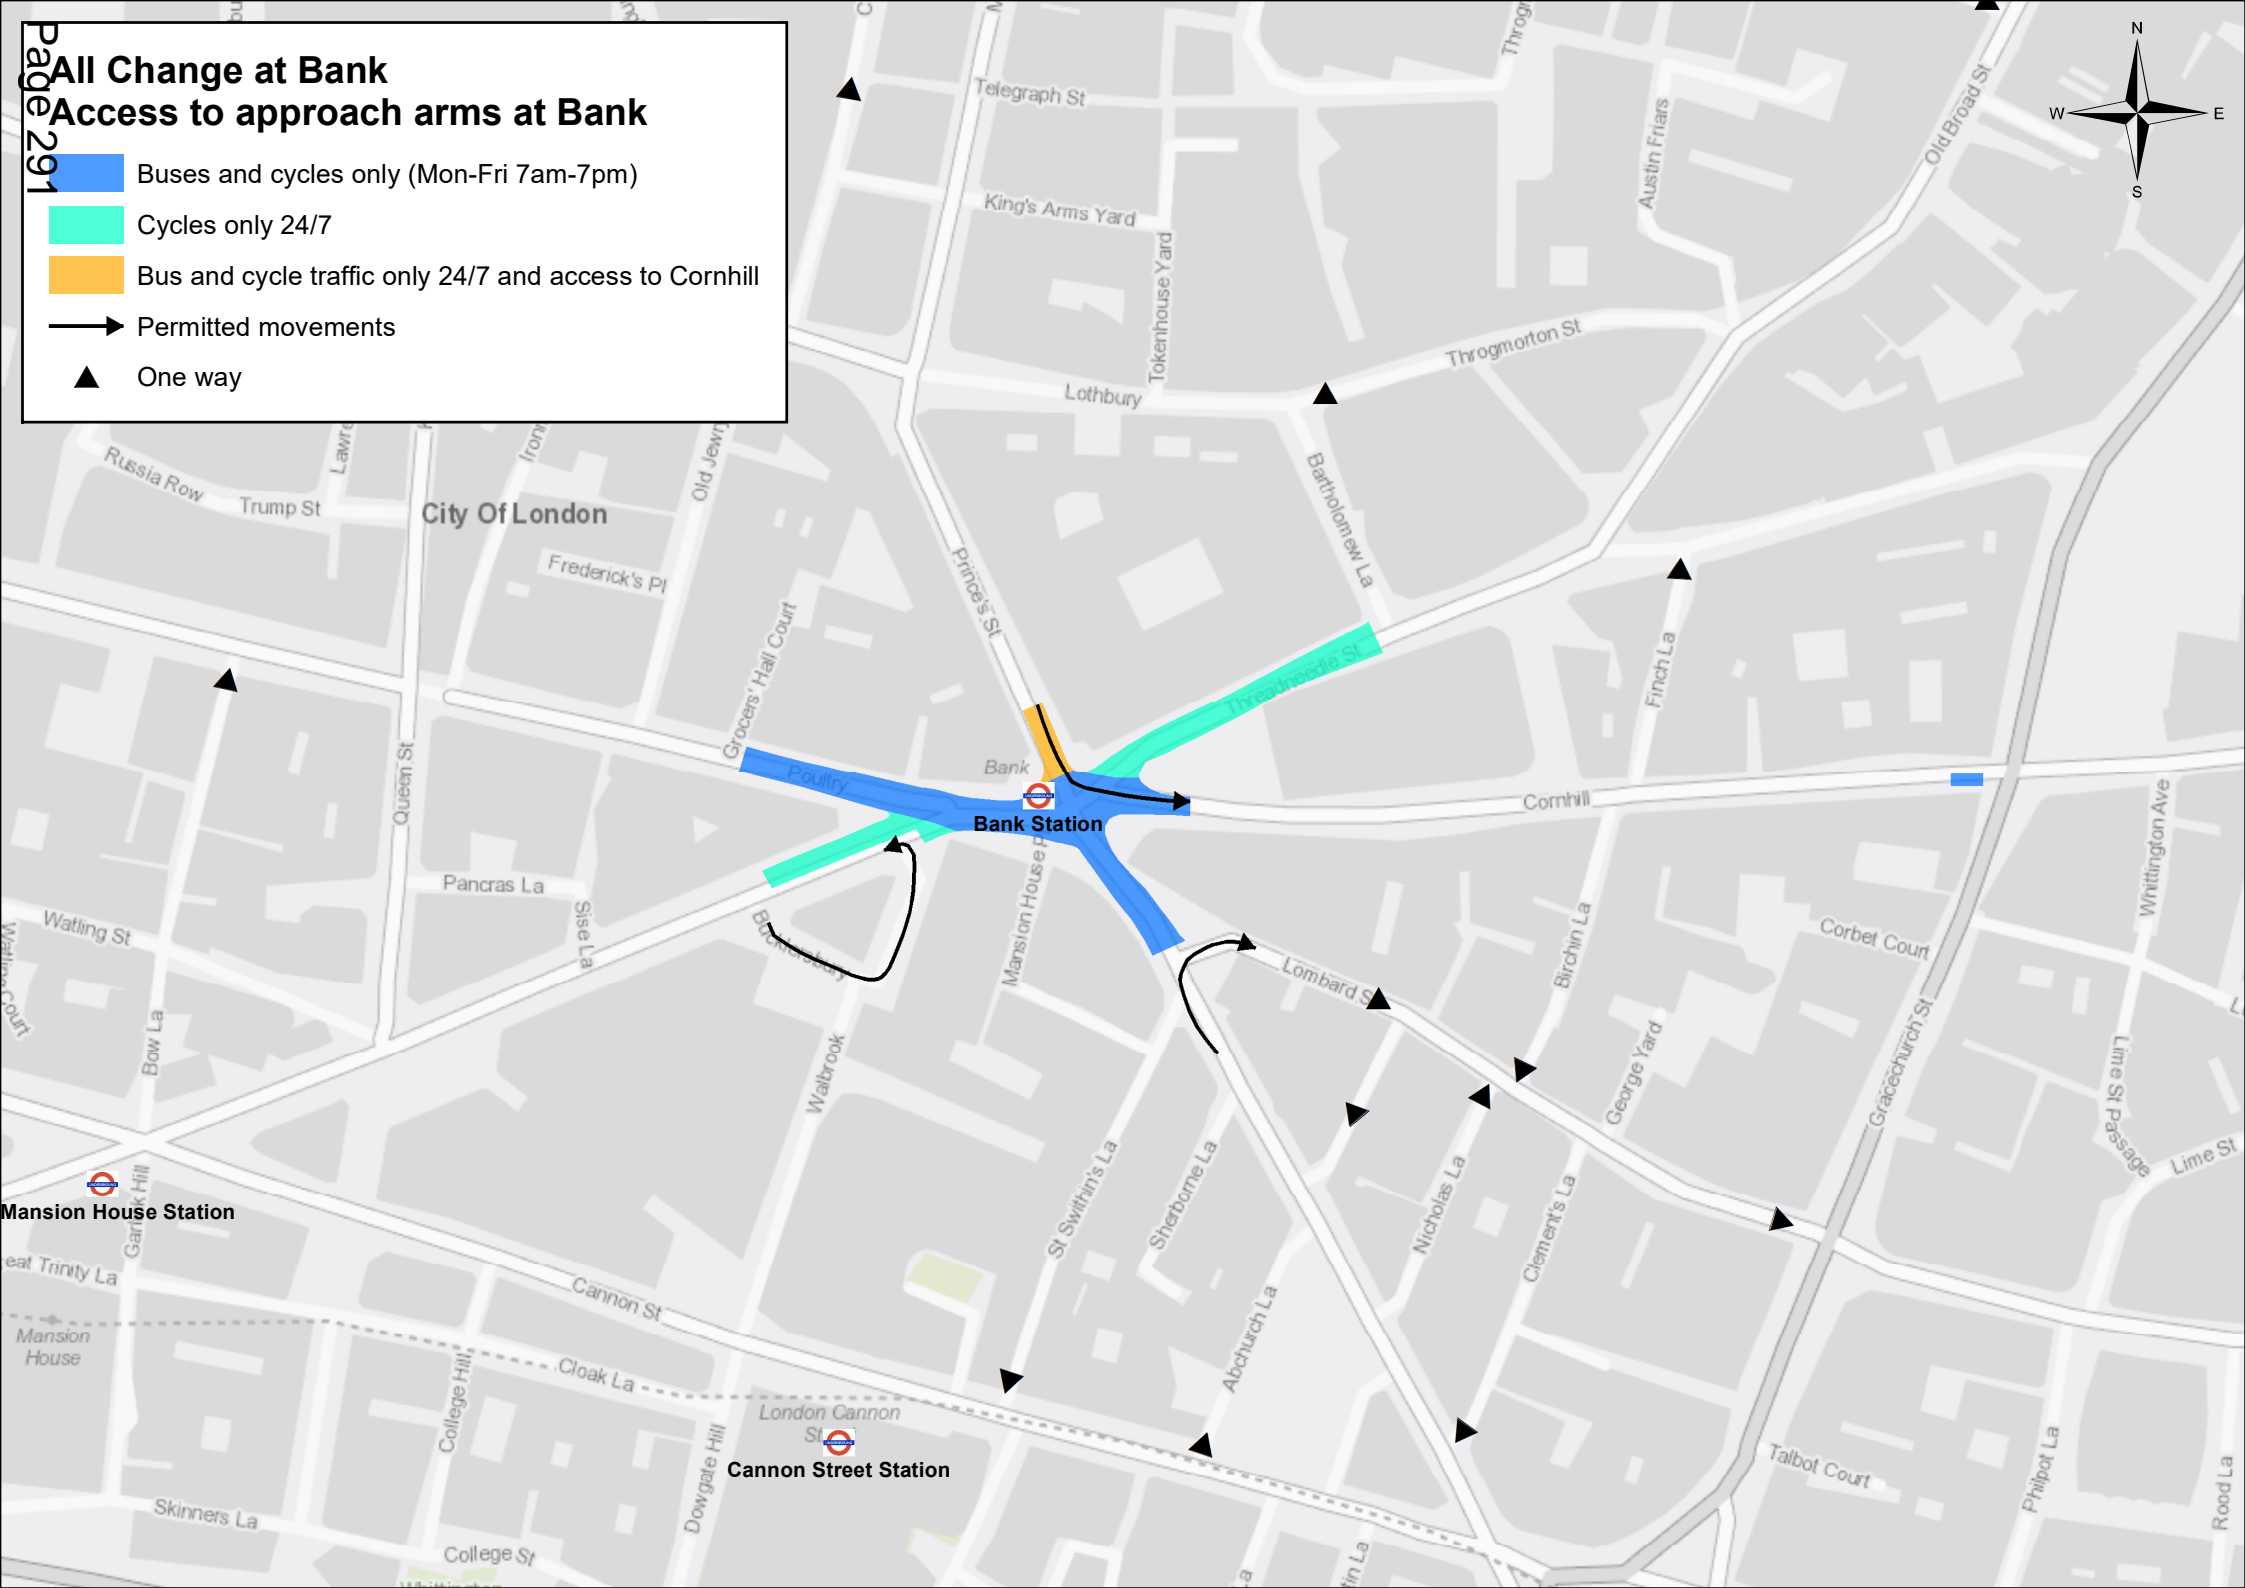 Page 291
All Change at Bank
Access to approach arms at Bank
Buses and cycles only (Mon-Fri 7am-7pm)
Cycles only 24/7
Bus and cycle traffic only 24/7 and access to Cornhill
Permitted movements
One way
N
W
E
S
Telegraph St
King's Arms Yard
Tokenhouse Yard
Austin Friars
Old Broad St
Throgmorton St
Lothbury
Bartholomew La
Russia Row
Trump St
City Of London
Old Jewry
Frederick's Pl
Prince's St
Grocers' Hall Court
Threadneedle St
Finch La
Queen St
Poultry
Bank
Bank Station
Cornhill
Whittington Ave
Pancras La
Sise La
Bucklersbury
Mansion House P
Watling St
Watling Court
Bow La
Walbrook
Lombard S
Birchin La
Corbet Court
George Yard
Gracechurch St
Lime St Passage
Lime St
Mansion House Station
Garlick Hill
eat Trinity La
St Swithin's La
Sherborne La
Nicholas La
Clement's La
Abchurch La
Cannon St
Mansion
House
Cloak La
College Hill
London Cannon
St
Cannon Street Station
Dowgate Hill
Skinners La
College St
Talbot Court
Philpot La
Rood La